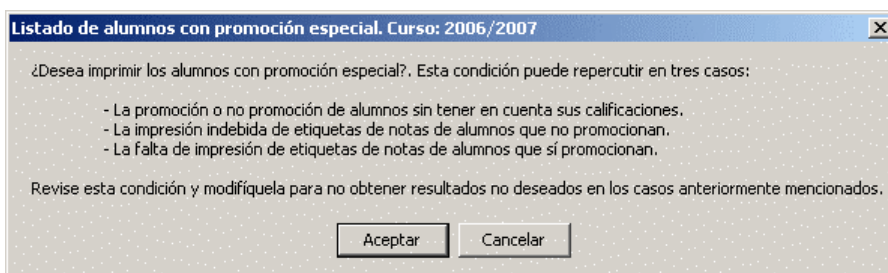 Listado de alumnos con promoción especial. Curso: 2006/2007
¿Desea imprimir los alumnos con promoción especial?. Esta condición puede repercutir en tres casos:
- La promoción o no promoción de alumnos sin tener en cuenta sus calificaciones.
- La impresión indebida de etiquetas de notas de alumnos que no promocionan.
- La falta de impresión de etiquetas de notas de alumnos que sí promocionan.
Revise esta condición y modifíquela para no obtener resultados no deseados en los casos anteriormente mencionados.
Aceptar Cancelar